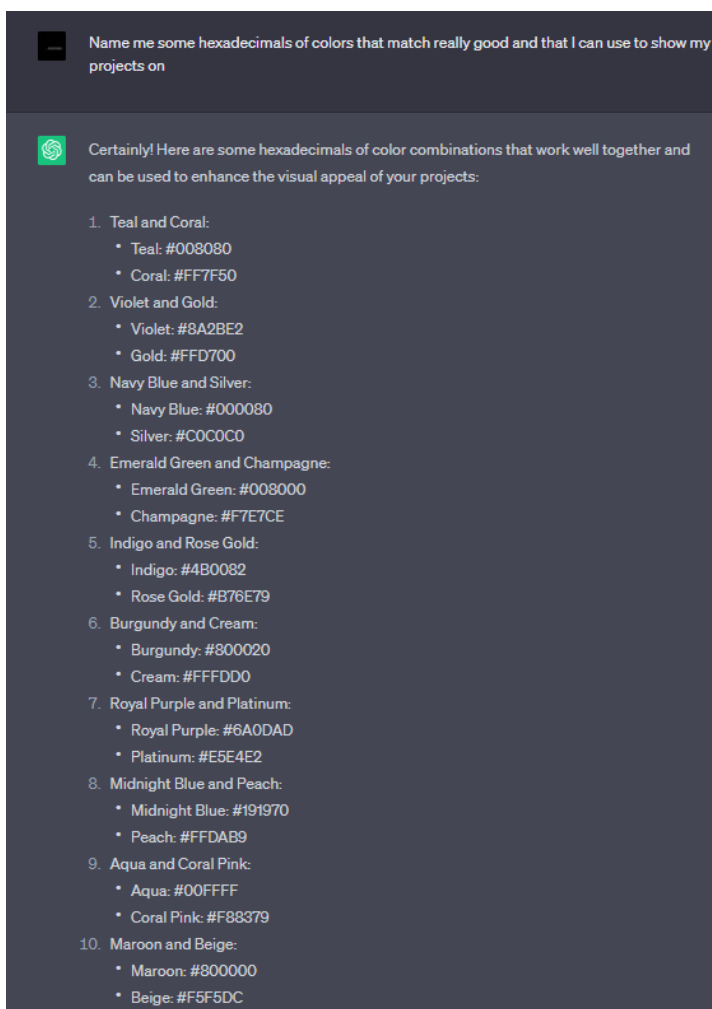 Name me some hexadecimals of colors that match really good and that I can use to show my
projects on
Certainly! Here are some hexadecimals of color combinations that work well together and
can be used to enhance the visual appeal of your projects:
1. Teal and Coral:
• Teal: #008080
• Coral: #FF7F50
2. Violet and Gold:
• Violet: #8A2BE2
• Gold: #FFD700
3. Navy Blue and Silver:
• Navy Blue: #000080
• Silver: #C0C0C0
4. Emerald Green and Champagne:
• Emerald Green: #008000
• Champagne: #F7E7CE
5. Indigo and Rose Gold:
• Indigo: #4B0082
• Rose Gold: #B76E79
6. Burgundy and Cream:
• Burgundy: #800020
• Cream: #FFFDD0
7. Royal Purple and Platinum:
• Royal Purple: #6A0DAD
• Platinum: #E5E4E2
8. Midnight Blue and Peach:
• Midnight Blue: #191970
• Peach: #FFDAB9
9. Aqua and Coral Pink:
• Aqua: #00FFFF
• Coral Pink: #F88379
10. Maroon and Beige:
• Maroon: #800000
• Beige: #F5F5DC